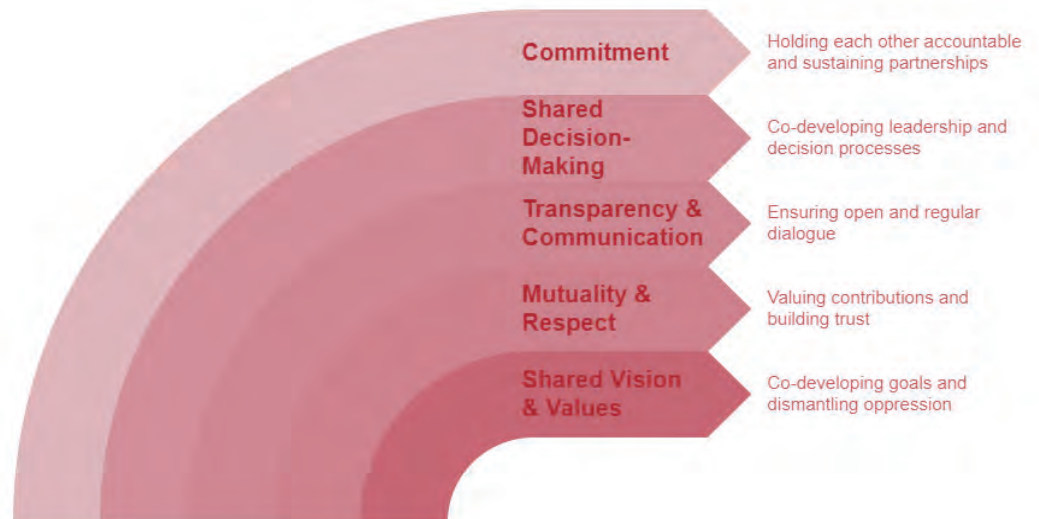 Commitment
Holding each other accountable
and sustaining partnerships
Shared
Decision-
Making
Co-developing leadership and
decision processes
Transparency &
Communication
Ensuring open and regular
dialogue
Mutuality &
Respect
Valuing contributions and
building trust
Shared Vision
& Values
Co-developing goals and
dismantling oppression